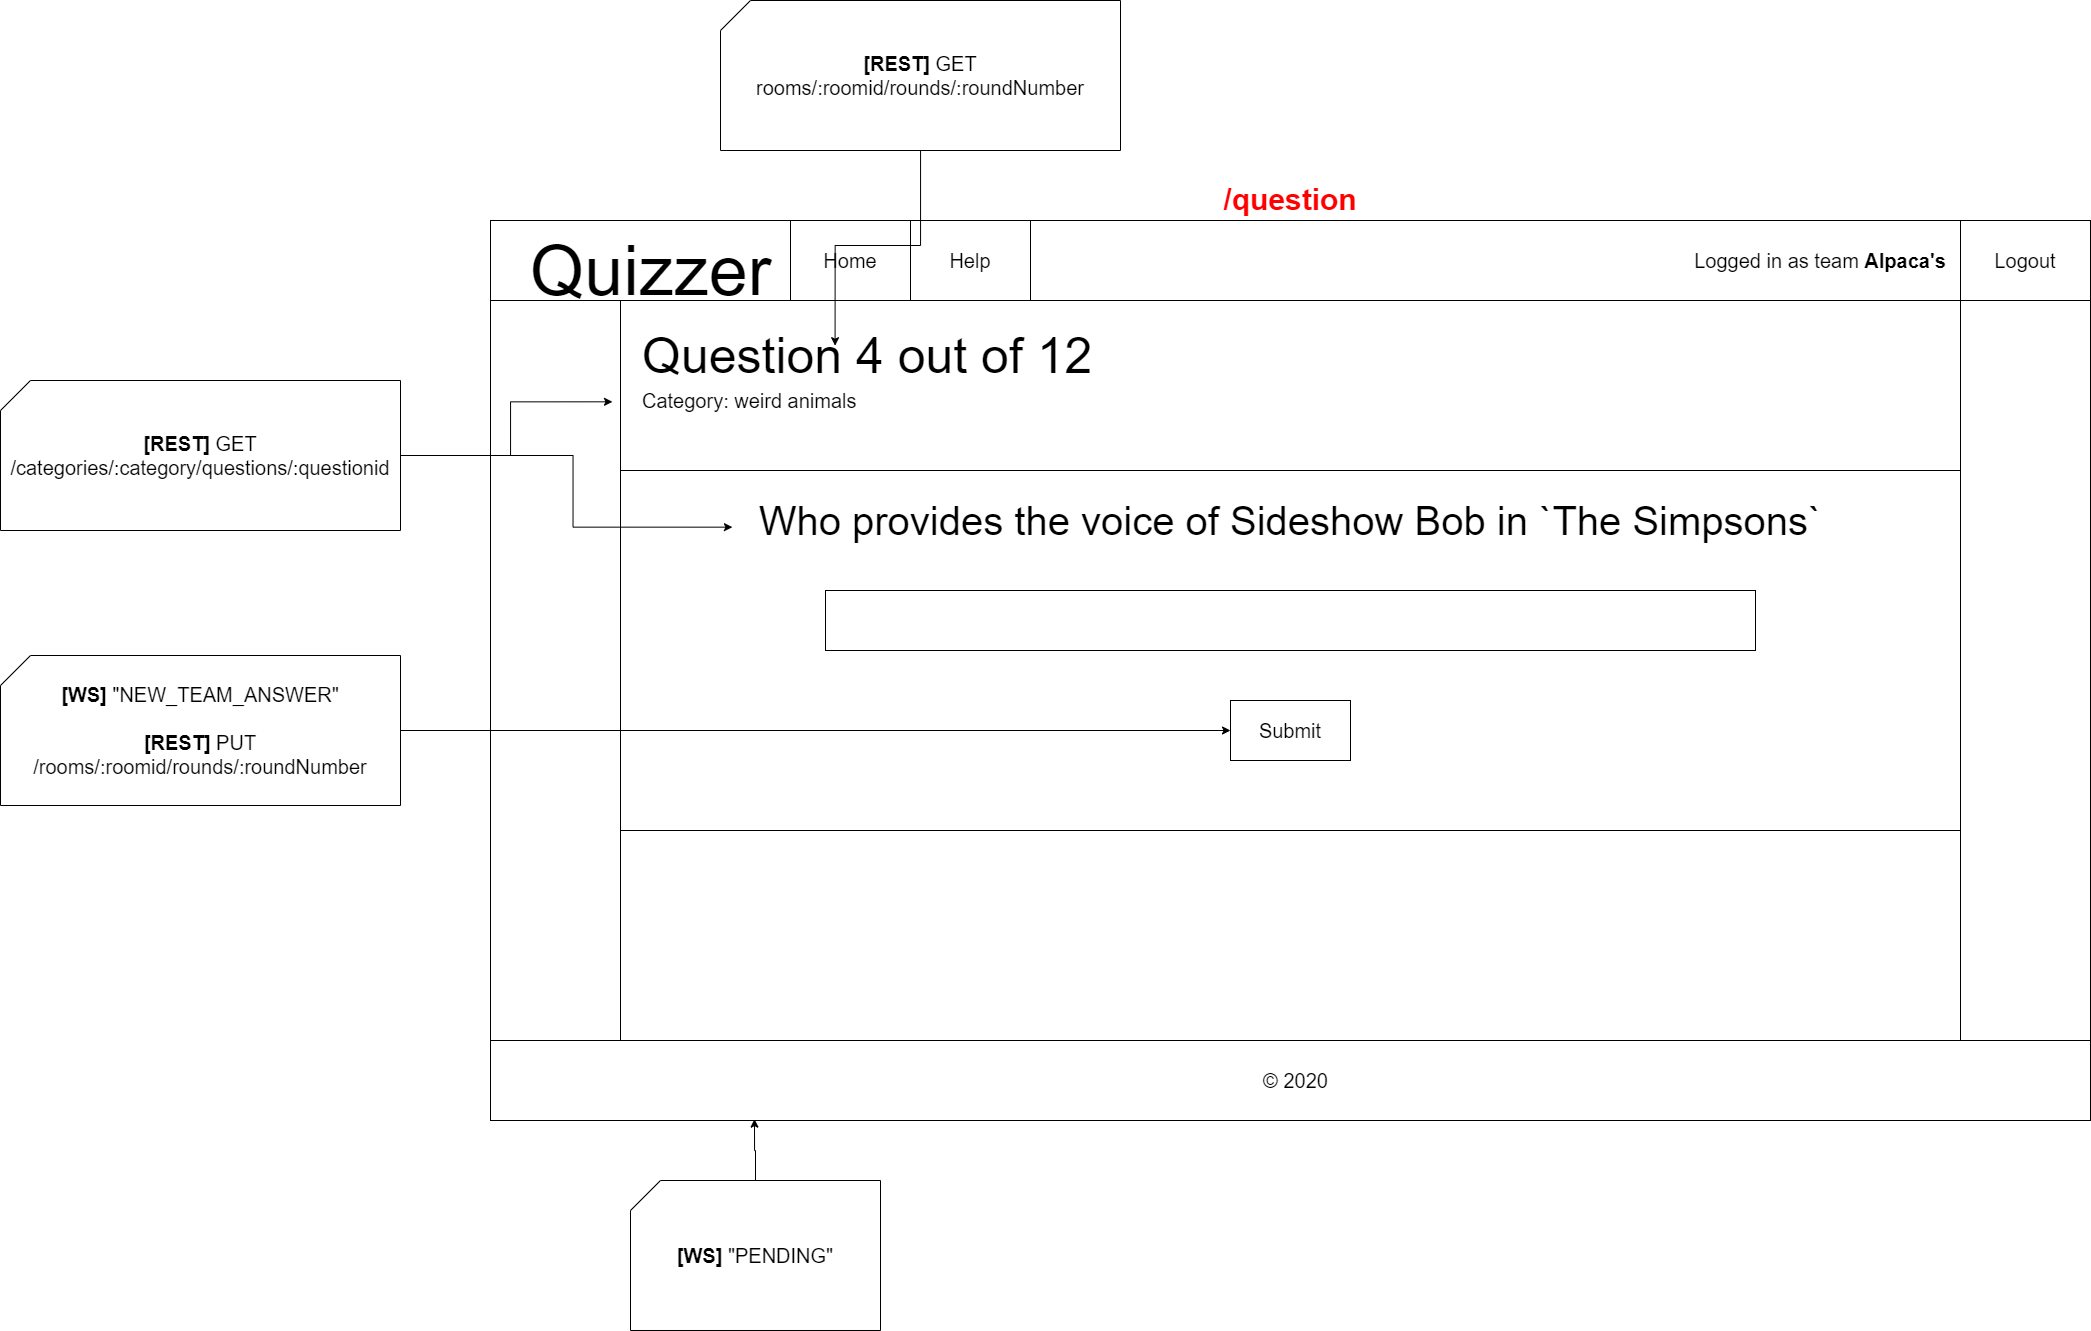 [REST] GET
rooms/:roomid/rounds/:roundNumber
/question
Quizzer
Home
Help
Logged in as team Alpaca's
Logout
Question 4 out of 12
Category: weird animals
[REST] GET
/categories/:category/questions/:questionid
Who provides the voice of Sideshow Bob in `The Simpsons`
[WS] "NEW_TEAM_ANSWER"
[REST] PUT
/rooms/:roomid/rounds/:roundNumber
Submit
© 2020
[WS] "PENDING"